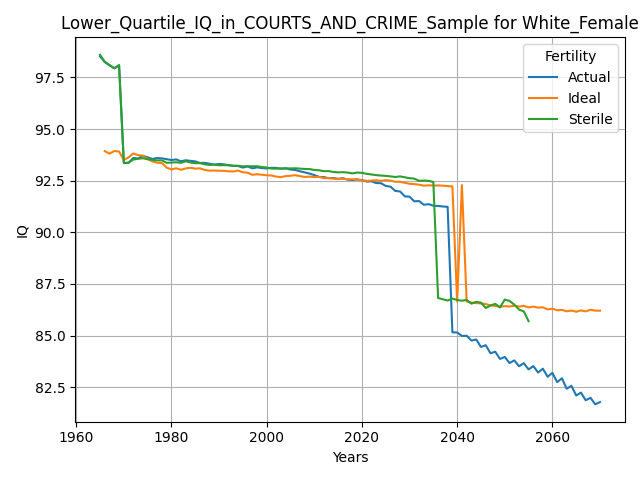 Lower_Quartile_IQ_in_COURTS_AND_CRIME_Sample for White_Female
Fertility
Actual
Ideal
Sterile
97.5
95.0
92.5
90.0
87.5
85.0
82.5
IQ
1960
1980
2000
2020
2040
2060
Years